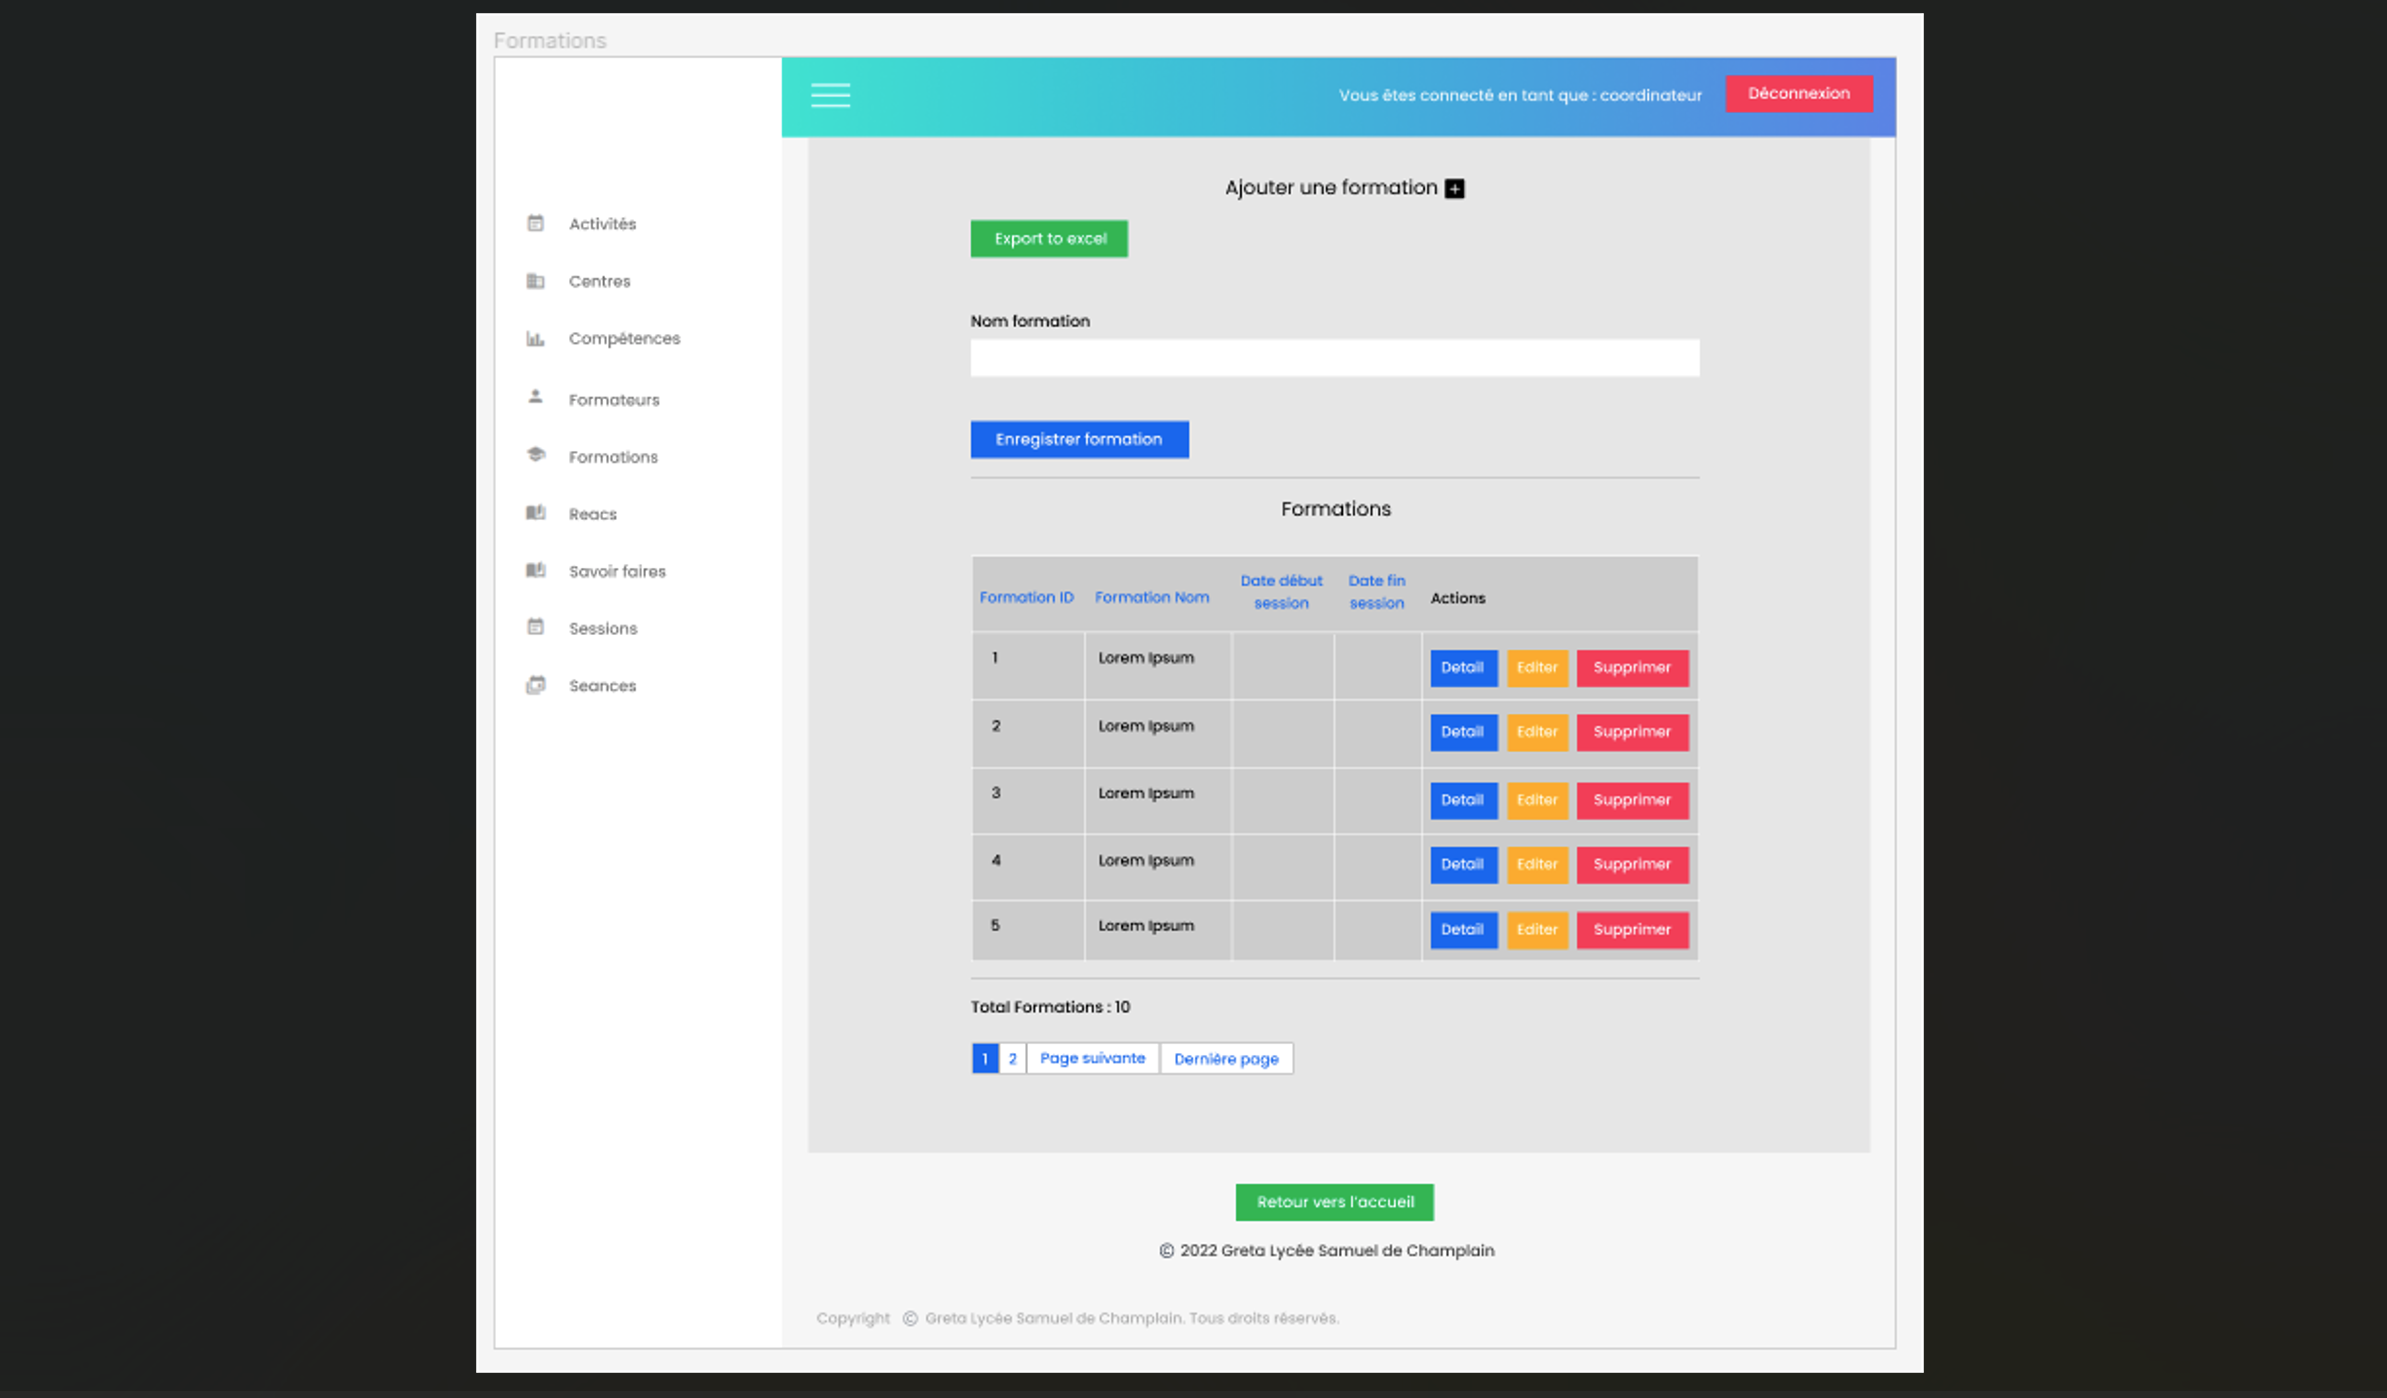 Formations
Vous êtes connecté en tant que : coordinateur
Déconnexion
Activités
Centres
Compétences
Formateurs
Formations
Reacs
Savoir faires
Sessions
Seances
Ajouter une formation +
Export to excel
Nom formation
Enregistrer formation
Formations
Formation ID Formation Nom Date début session Date fin session Actions
1 Lorem Ipsum Detail Editer Supprimer
2 Lorem Ipsum Detail Editer Supprimer
3 Lorem Ipsum Detail Editer Supprimer
4 Lorem Ipsum Detail Editer Supprimer
5 Lorem Ipsum Detail Editer Supprimer
Total Formations : 10
1 2 Page suivante Dernière page
Retour vers l'accueil
© 2022 Greta Lycée Samuel de Champlain
Copyright © Greta Lycée Samuel de Champlain. Tous droits réservés.